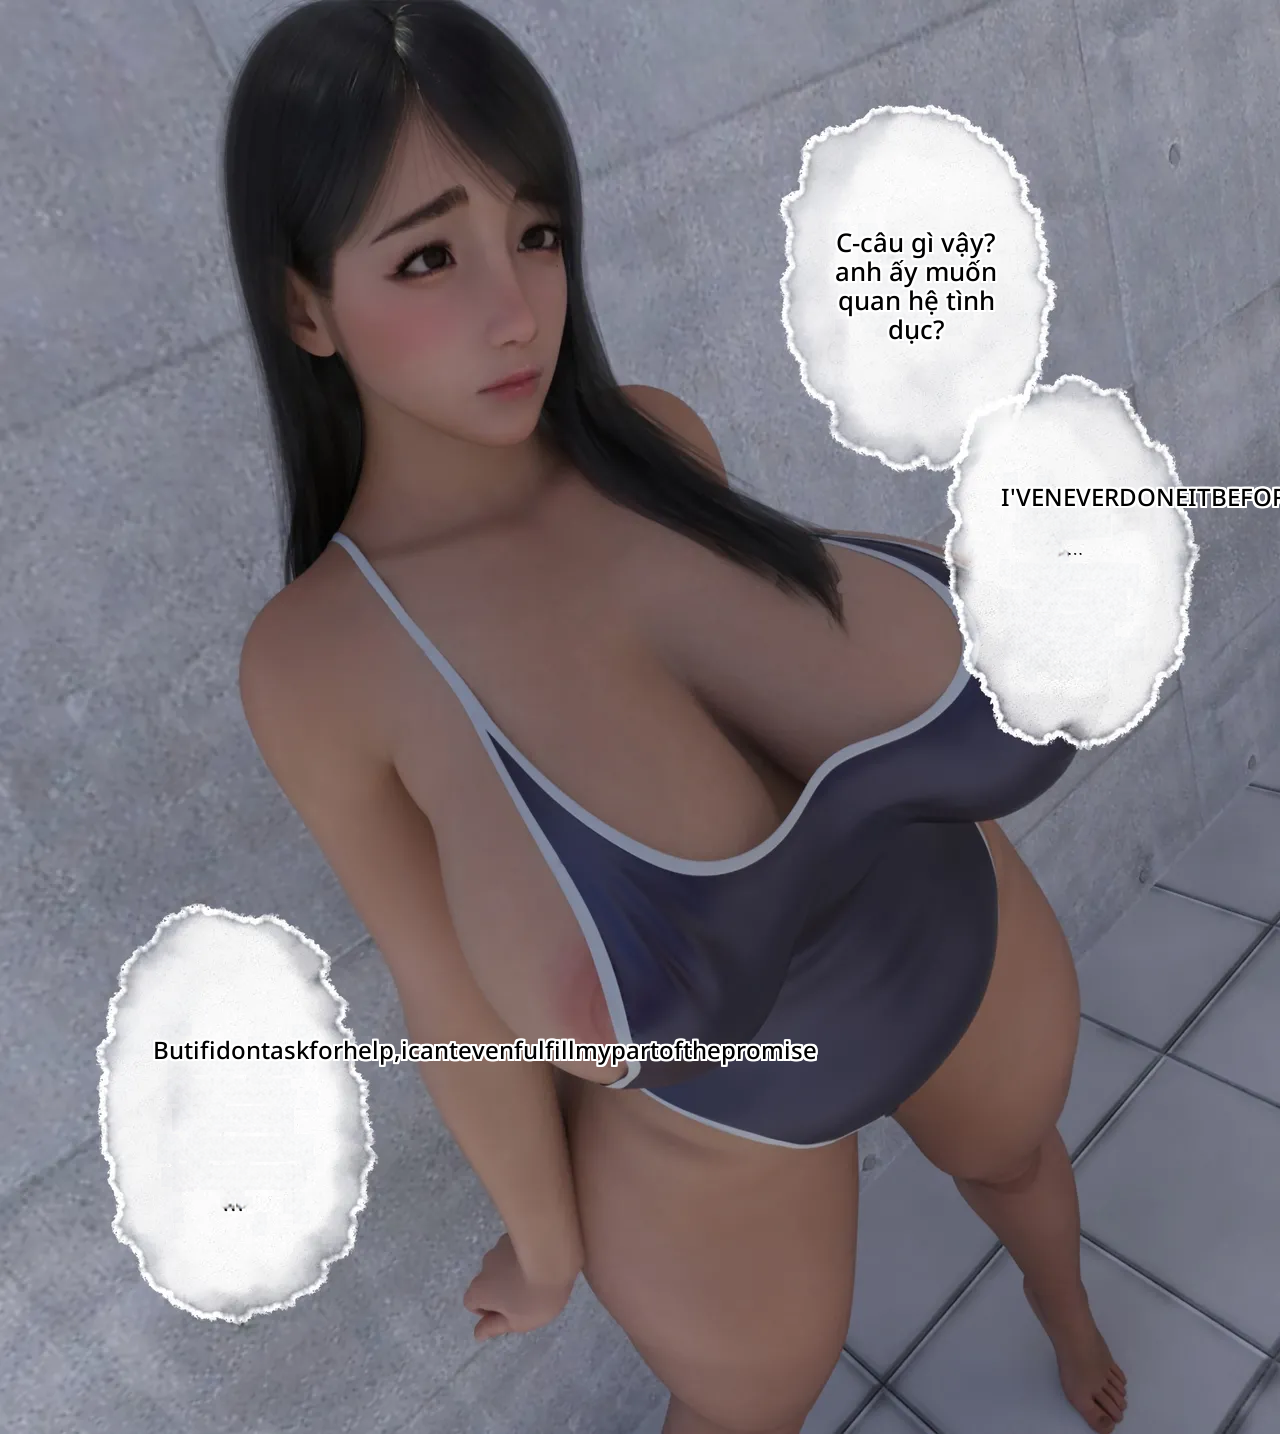 C-câu gì vậy?
anh ấy muốn
quan hệ tình
dục?
I'VENEVERDONEITBEFOR
...
Butifidontaskforhelp,icantevenfulfillmypartofthepromise
...